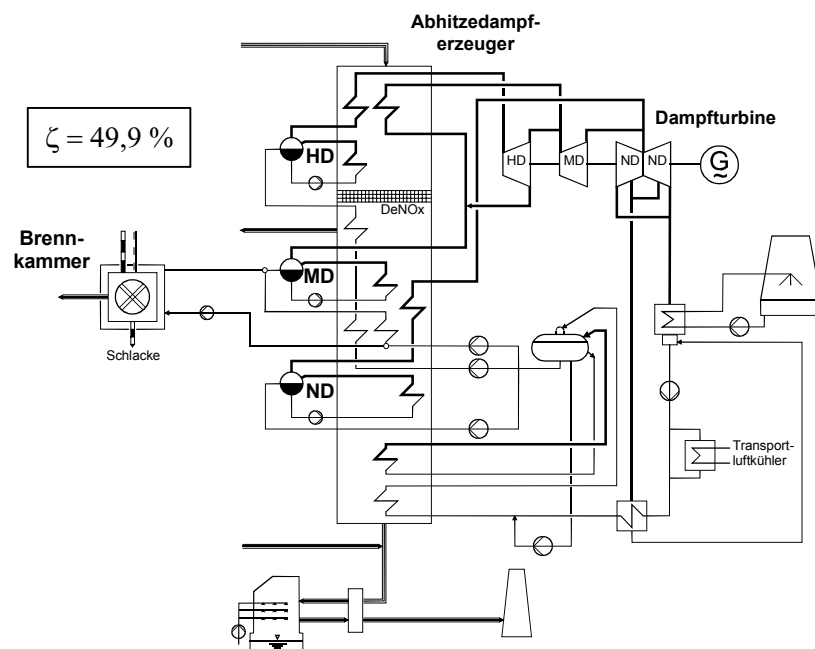 Abhitzedampf-
erzeuger
ζ = 49,9 %
Dampfturbine
HD
HD
MD
ND
ND
G
~
DeNOx
Brenn-
kammer
MD
Schlacke
ND
Transport-
luftkühler